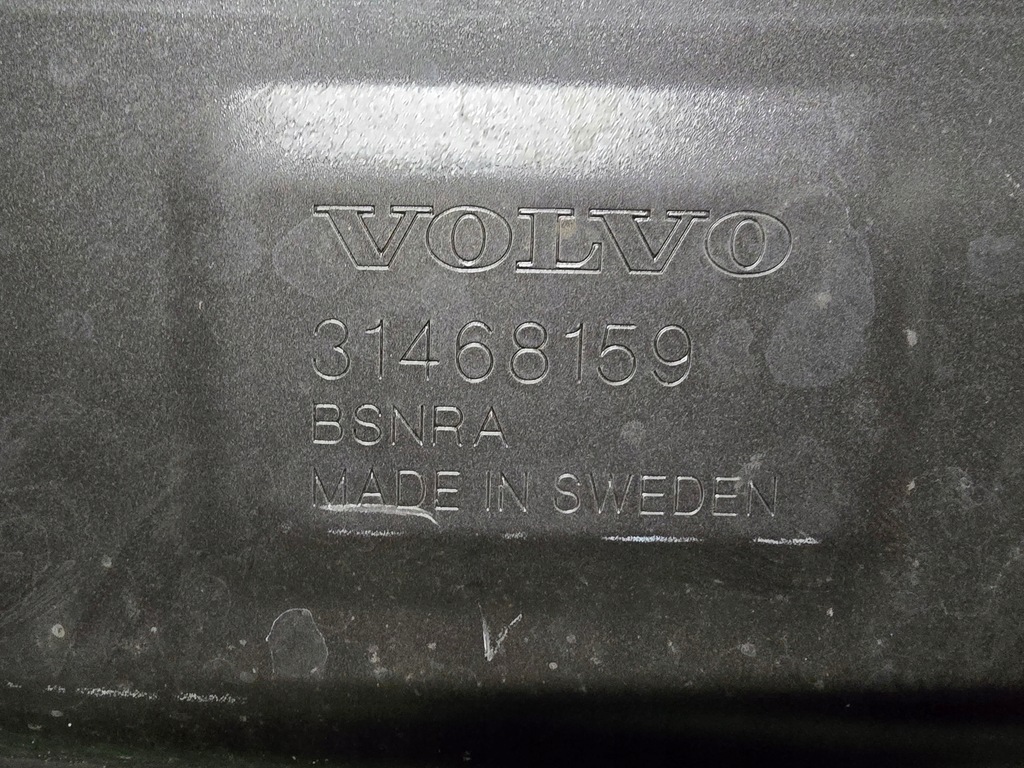 VOLVO
31468159
BSNRA
MADE IN SWEDEN